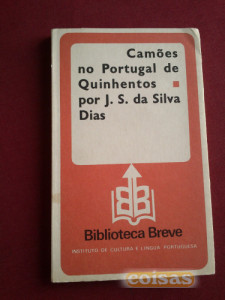 Camões
no Portugal de
Quinhentos
por J. S. da Silva
Dias
Biblioteca Breve
INSTITUTO DE CULTURA E LÍNGUA PORTUGUESA
coisas